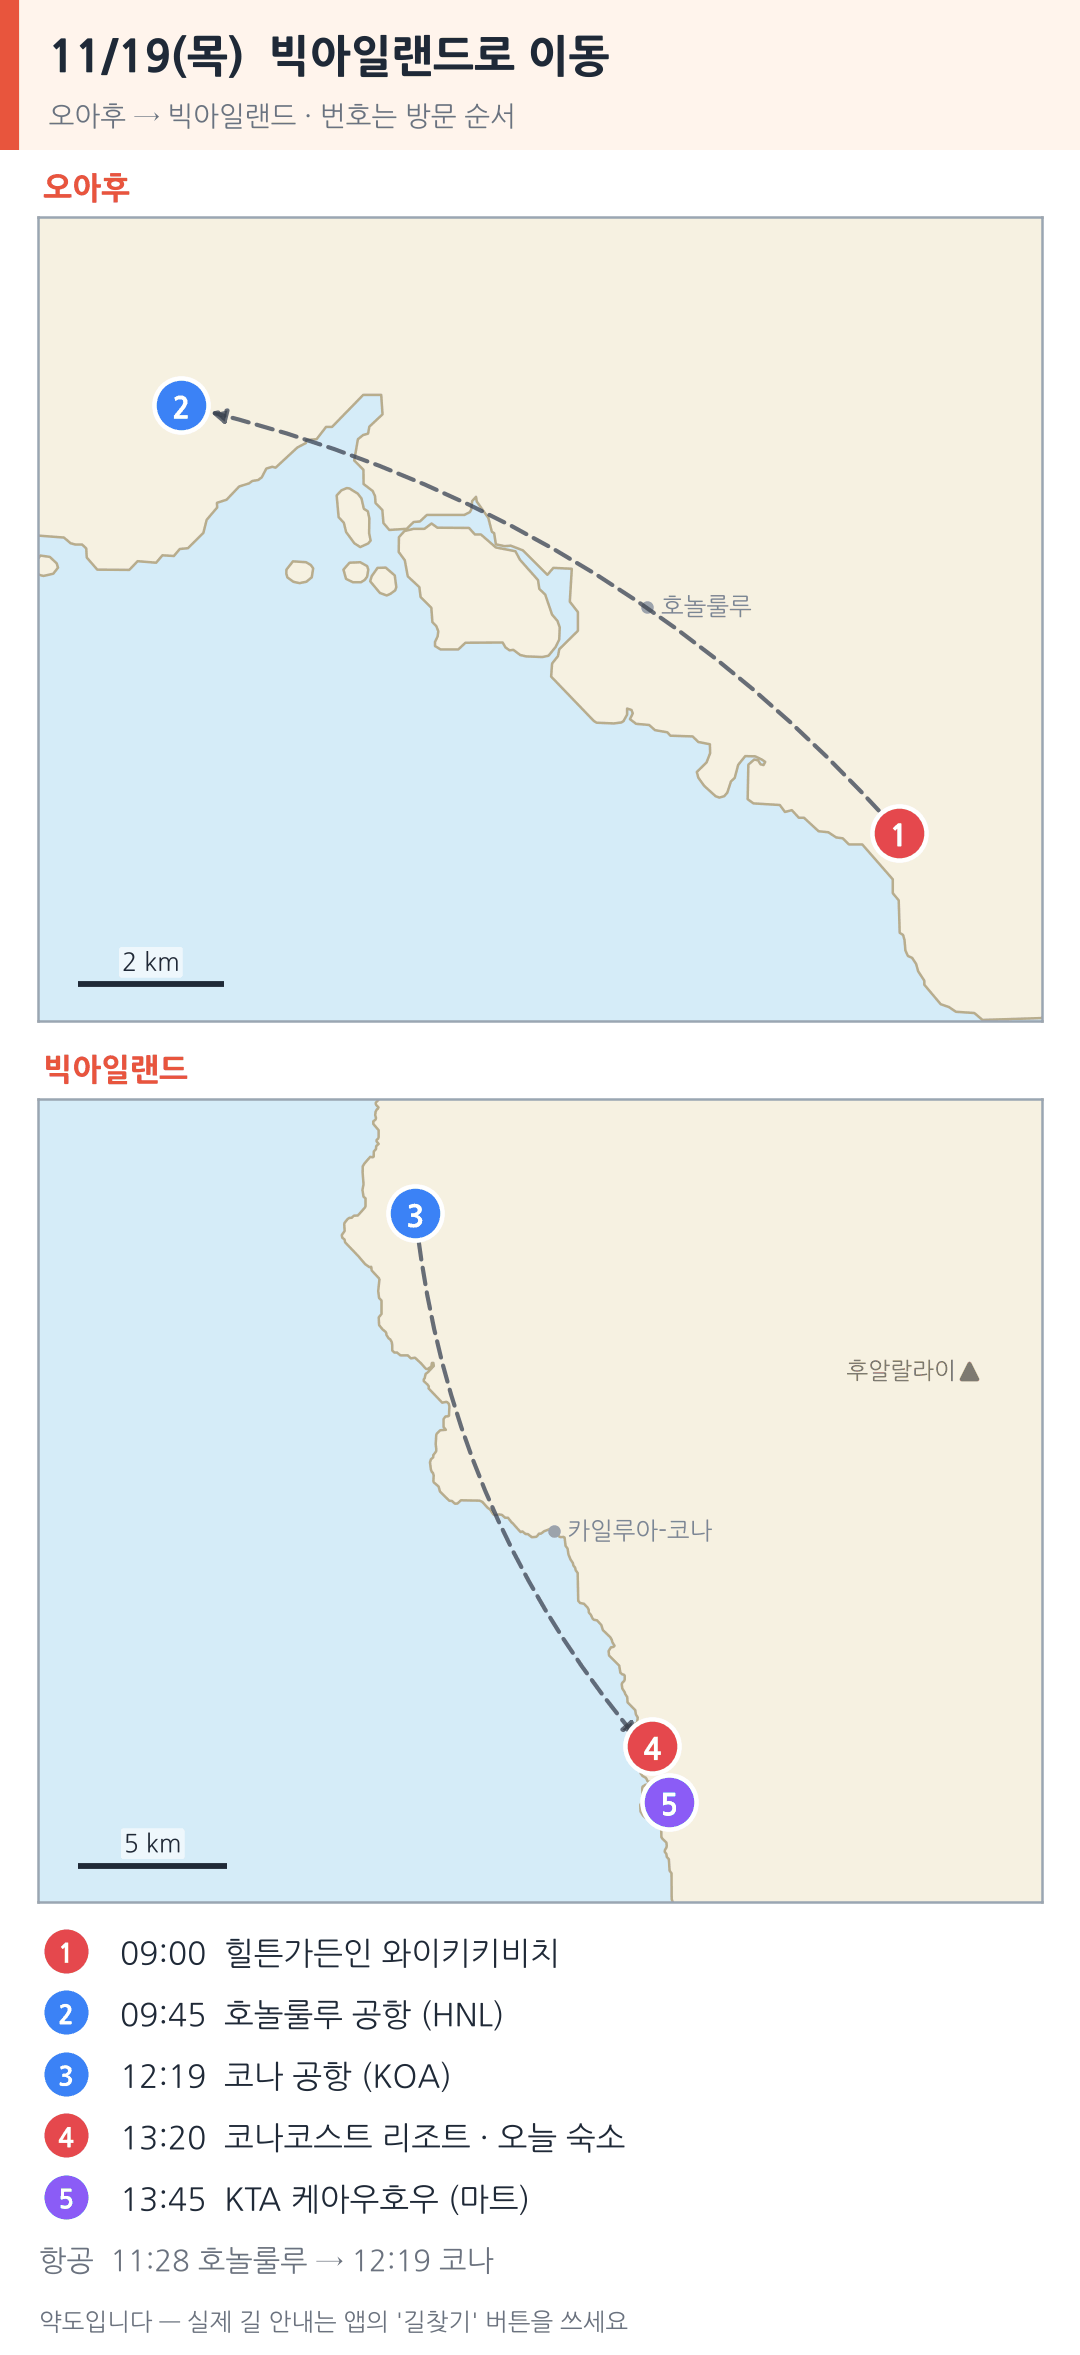 11/19(목) 빅아일랜드로 이동
오아후 → 빅아일랜드 · 번호는 방문 순서
오아후
2
호놀룰루
1
2 km
빅아일랜드
3
후알랄라이
카일루아-코나
4
5
5 km
1 09:00 힐튼가든인 와이키키비치
2 09:45 호놀룰루 공항 (HNL)
3 12:19 코나 공항 (KOA)
4 13:20 코나코스트 리조트 · 오늘 숙소
5 13:45 KTA 케아우호우 (마트)
항공 11:28 호놀룰루 → 12:19 코나
약도입니다 — 실제 길 안내는 앱의 '길찾기' 버튼을 쓰세요